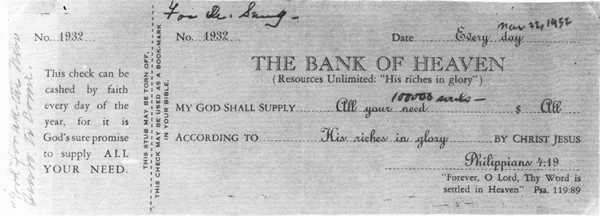 For Dr. Sung -
No. 1932
This check can be
cashed by faith
every day of the
year, for it is
God's sure promise
to supply ALL
YOUR NEED.
THIS STUB MAY BE TORN OFF.
THIS CHECK MAY BE USED AS A BOOK-MARK
IN YOUR BIBLE.
No. 1932
Date Every day
Mar 22, 1952
THE BANK OF HEAVEN
(Resources Unlimited: "His riches in glory")
100000
MY GOD SHALL SUPPLY All your need $ All
ACCORDING TO His riches in glory BY CHRIST JESUS
Philippians 4:19
"Forever, O Lord, Thy Word is
settled in Heaven" Psa. 119:89